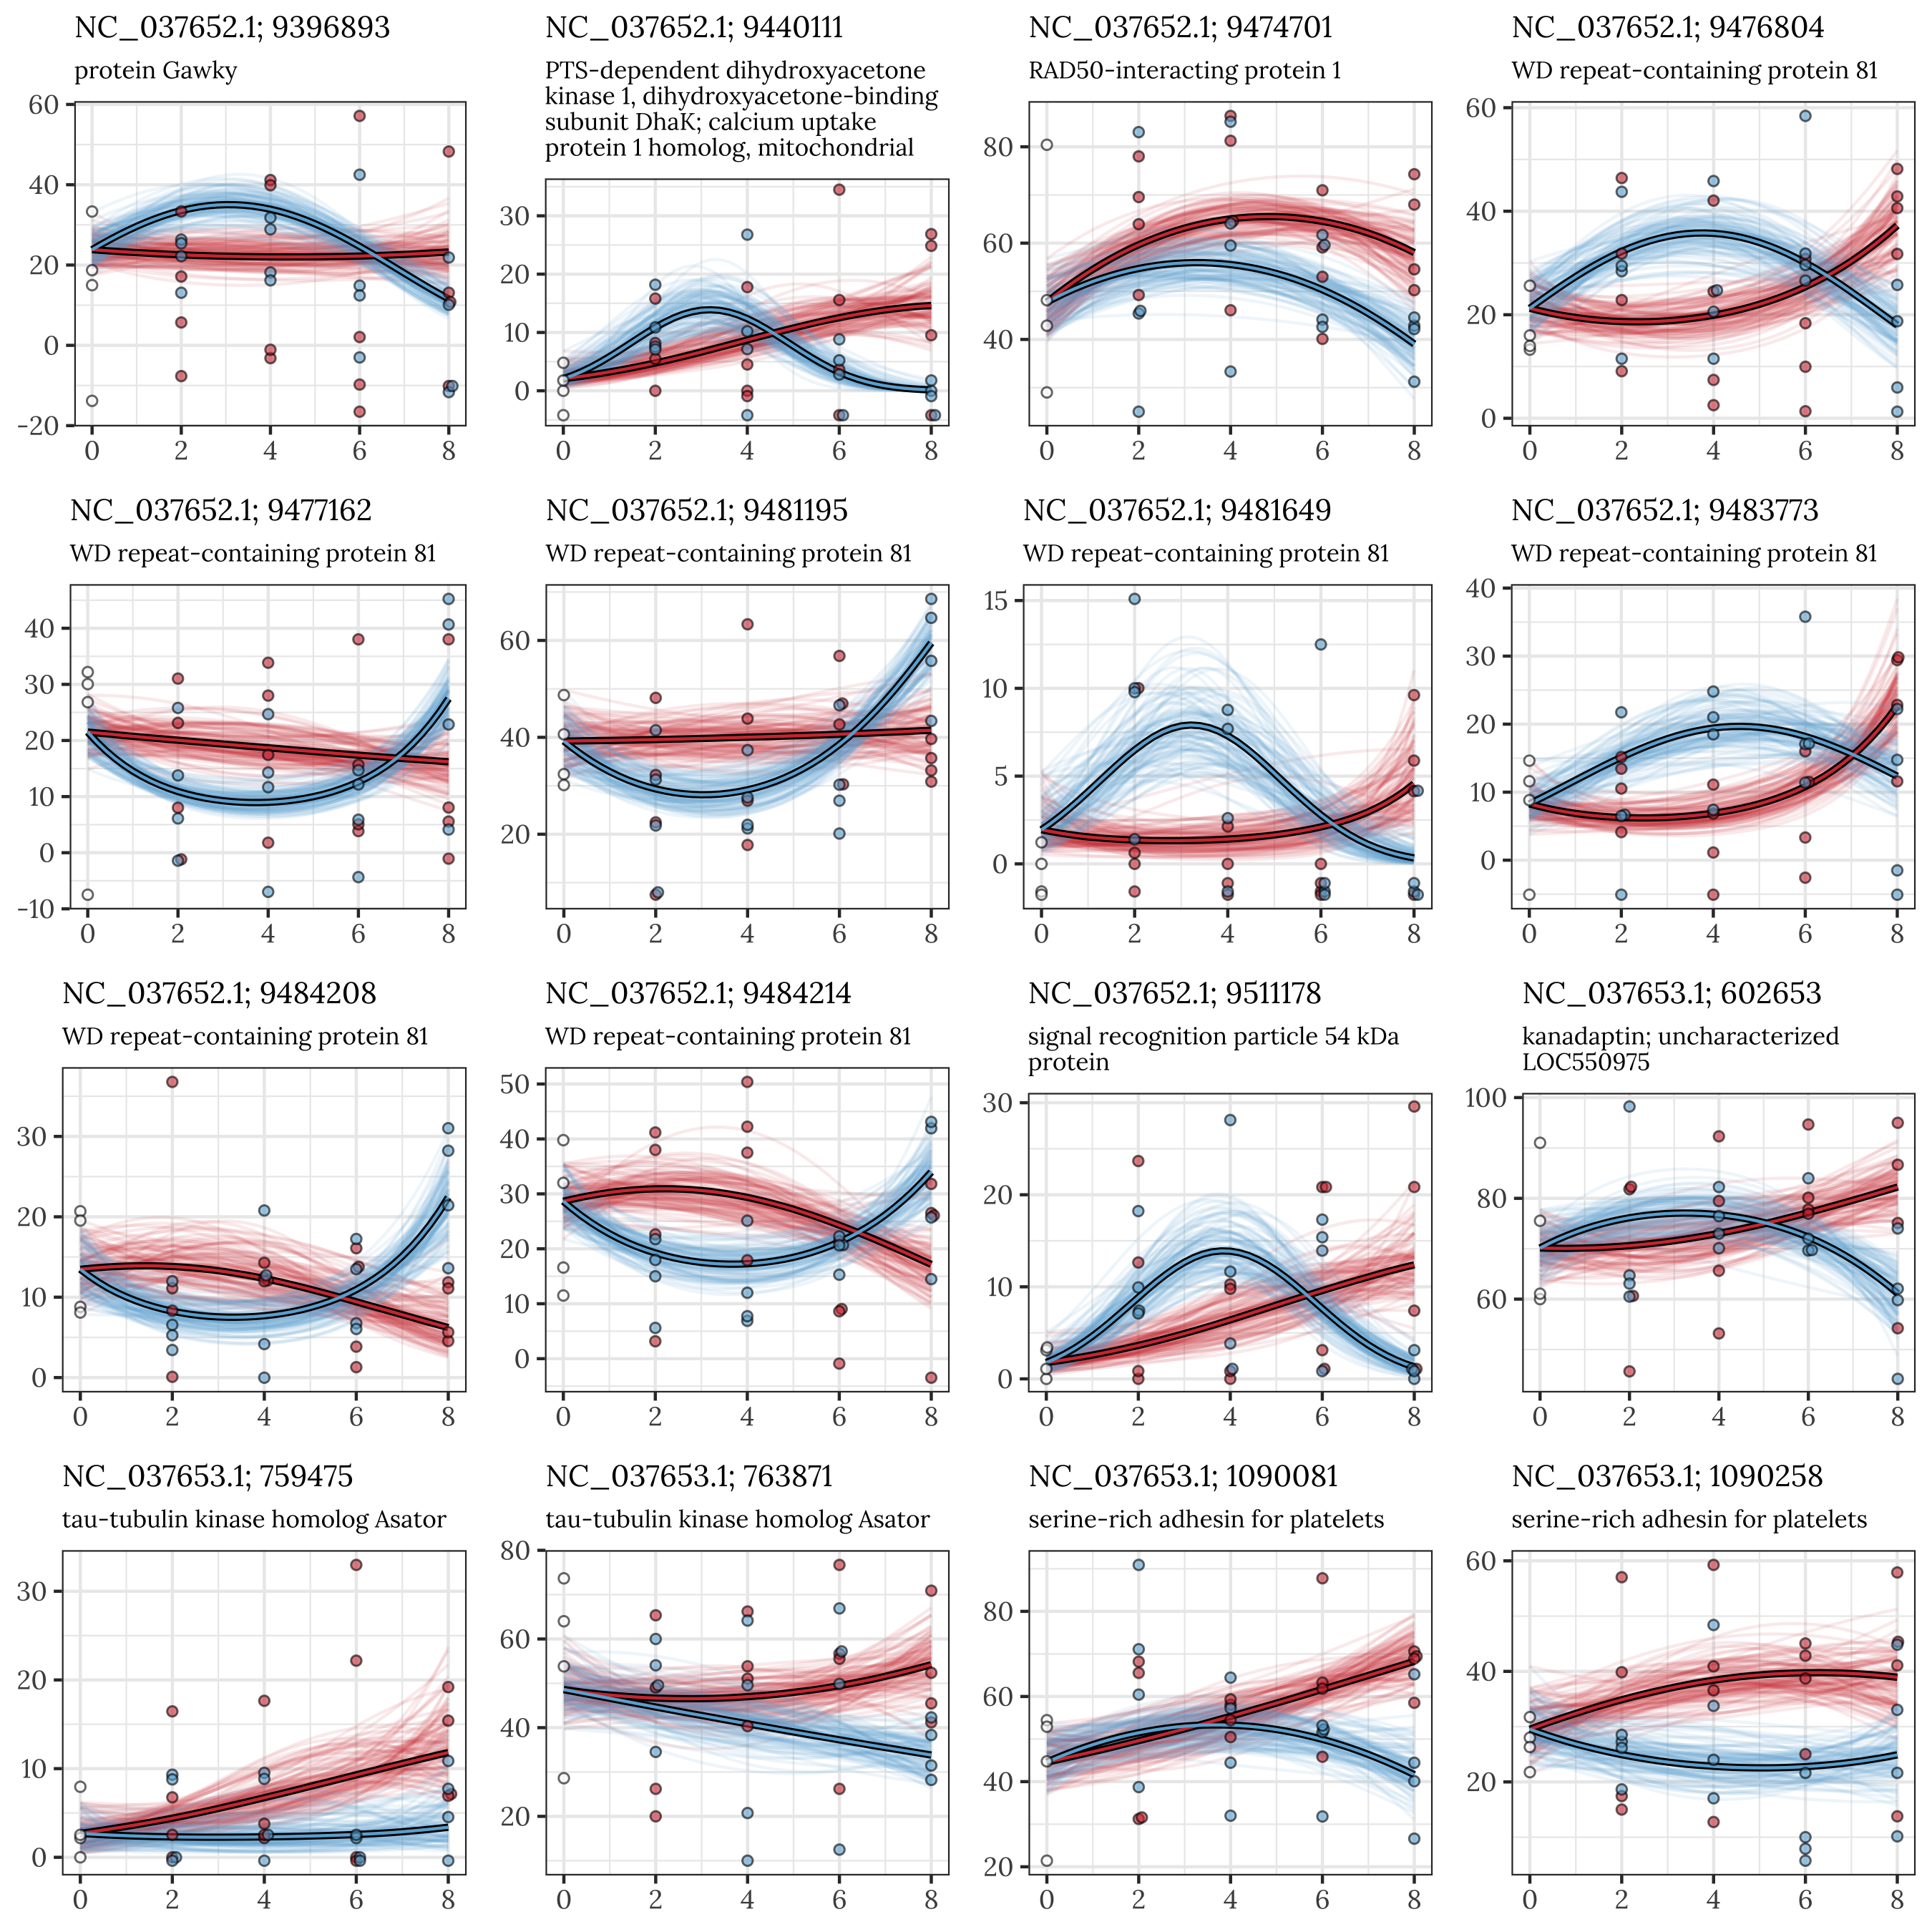 NC_037652.1; 9396893
protein Gawky
60
40
20
0
-20
0 2 4 6 8
NC_037652.1; 9440111
PTS-dependent dihydroxyacetone
kinase 1, dihydroxyacetone-binding
subunit DhaK; calcium uptake
protein 1 homolog, mitochondrial
30
20
10
0
0 2 4 6 8
NC_037652.1; 9474701
RAD50-interacting protein 1
80
60
40
0 2 4 6 8
NC_037652.1; 9476804
WD repeat-containing protein 81
60
40
20
0
0 2 4 6 8
NC_037652.1; 9477162
WD repeat-containing protein 81
40
30
20
10
0
-10
0 2 4 6 8
NC_037652.1; 9481195
WD repeat-containing protein 81
60
40
20
0 2 4 6 8
NC_037652.1; 9481649
WD repeat-containing protein 81
15
10
5
0
0 2 4 6 8
NC_037652.1; 9483773
WD repeat-containing protein 81
40
30
20
10
0
0 2 4 6 8
NC_037652.1; 9484208
WD repeat-containing protein 81
30
20
10
0
0 2 4 6 8
NC_037652.1; 9484214
WD repeat-containing protein 81
50
40
30
20
10
0
0 2 4 6 8
NC_037652.1; 9511178
signal recognition particle 54 kDa
protein
30
20
10
0
0 2 4 6 8
NC_037653.1; 602653
kanadaptin; uncharacterized
LOC550975
100
80
60
0 2 4 6 8
NC_037653.1; 759475
tau-tubulin kinase homolog Asator
30
20
10
0
0 2 4 6 8
NC_037653.1; 763871
tau-tubulin kinase homolog Asator
80
60
40
20
0 2 4 6 8
NC_037653.1; 1090081
serine-rich adhesin for platelets
80
60
40
20
0 2 4 6 8
NC_037653.1; 1090258
serine-rich adhesin for platelets
60
40
20
0 2 4 6 8